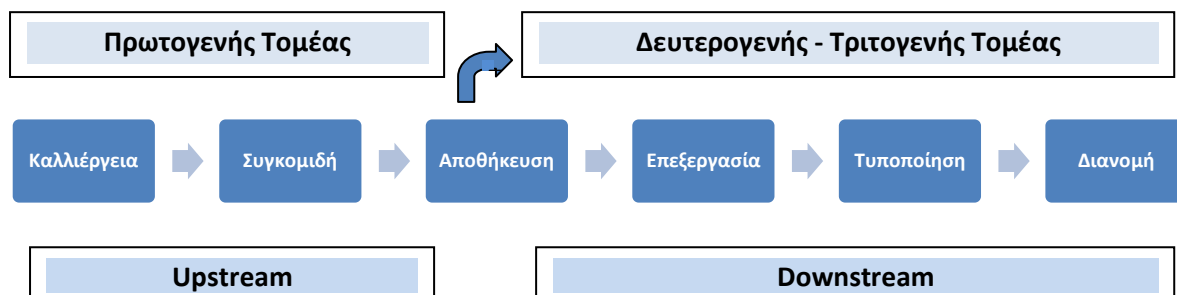 Πρωτογενής Τομέας
Δευτερογενής - Τριτογενής Τομέας
Καλλιέργεια
Συγκομιδή
Αποθήκευση
Επεξεργασία
Τυποποίηση
Διανομή
Upstream
Downstream